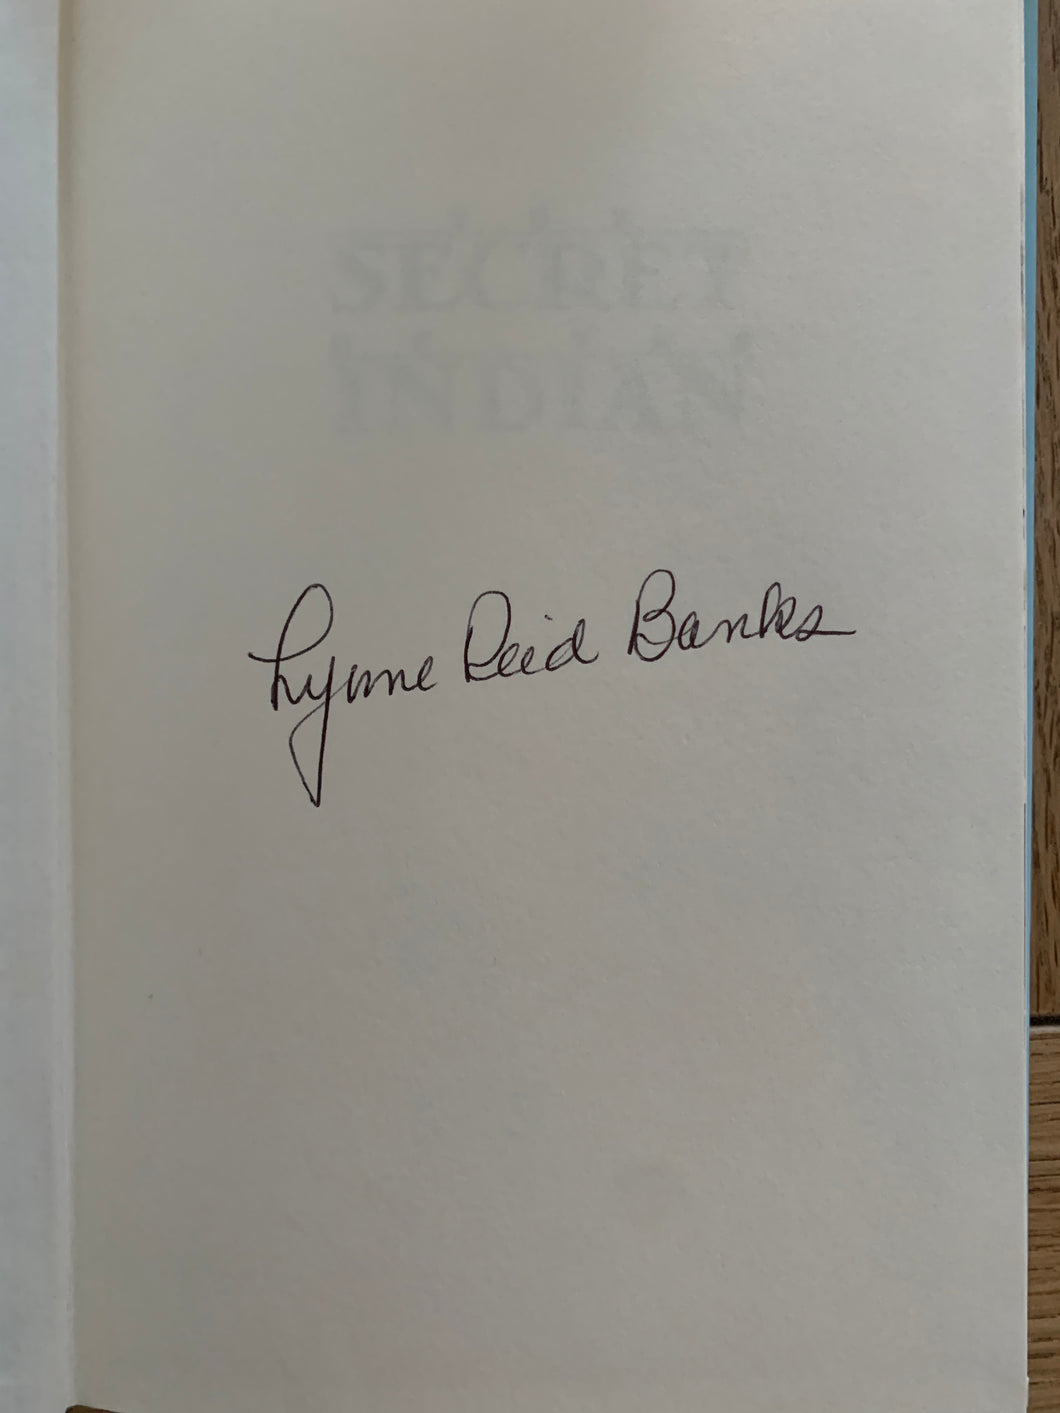 SECRET
INDIAN
Lynne Reid Banks